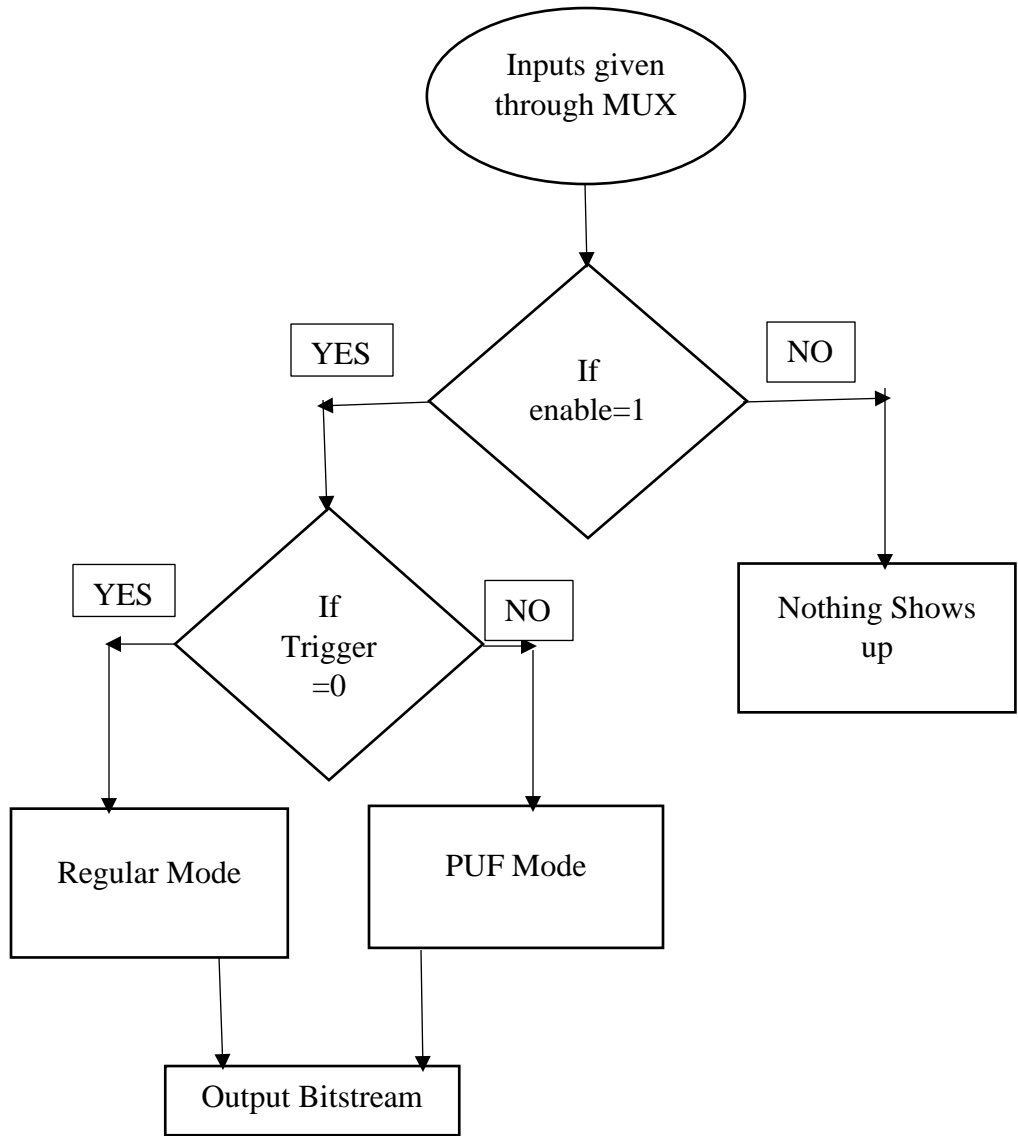 Inputs given
through MUX
YES
NO
If
enable=1
YES
NO
If
Trigger
=0
Nothing Shows
up
Regular Mode
PUF Mode
Output Bitstream